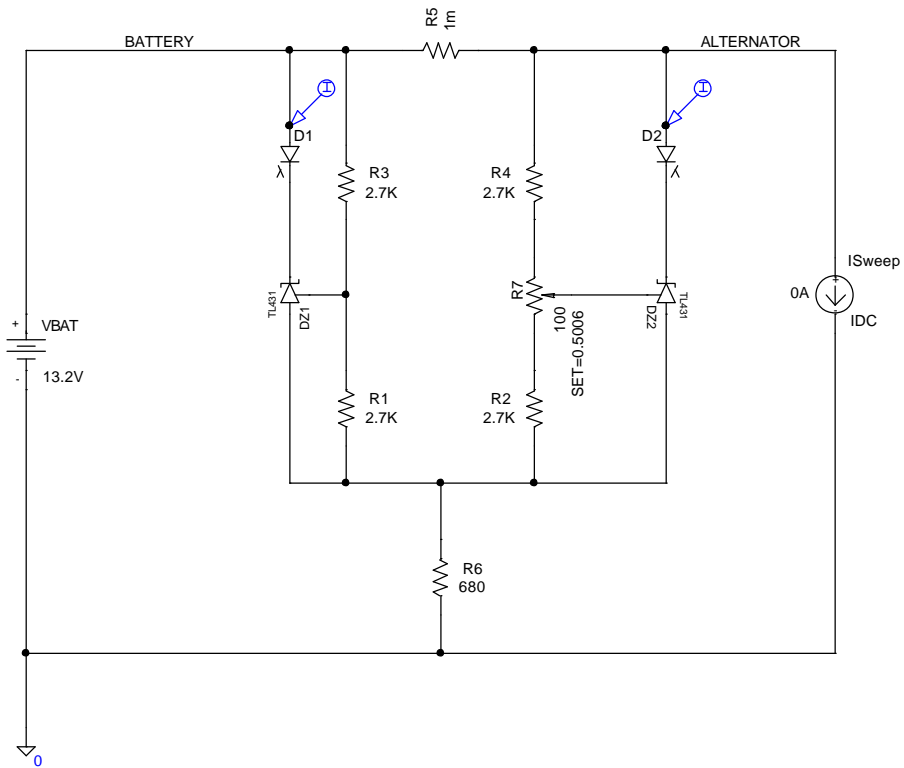 R5
1m
BATTERY
ALTERNATOR
I
I
D1
D2
R3
2.7K
R4
2.7K
ISweep
0A
IDC
TL431
DZ1
R7
100
SET=0.5006
DZ2
TL431
+
VBAT
-
13.2V
R1
2.7K
R2
2.7K
R6
680
0